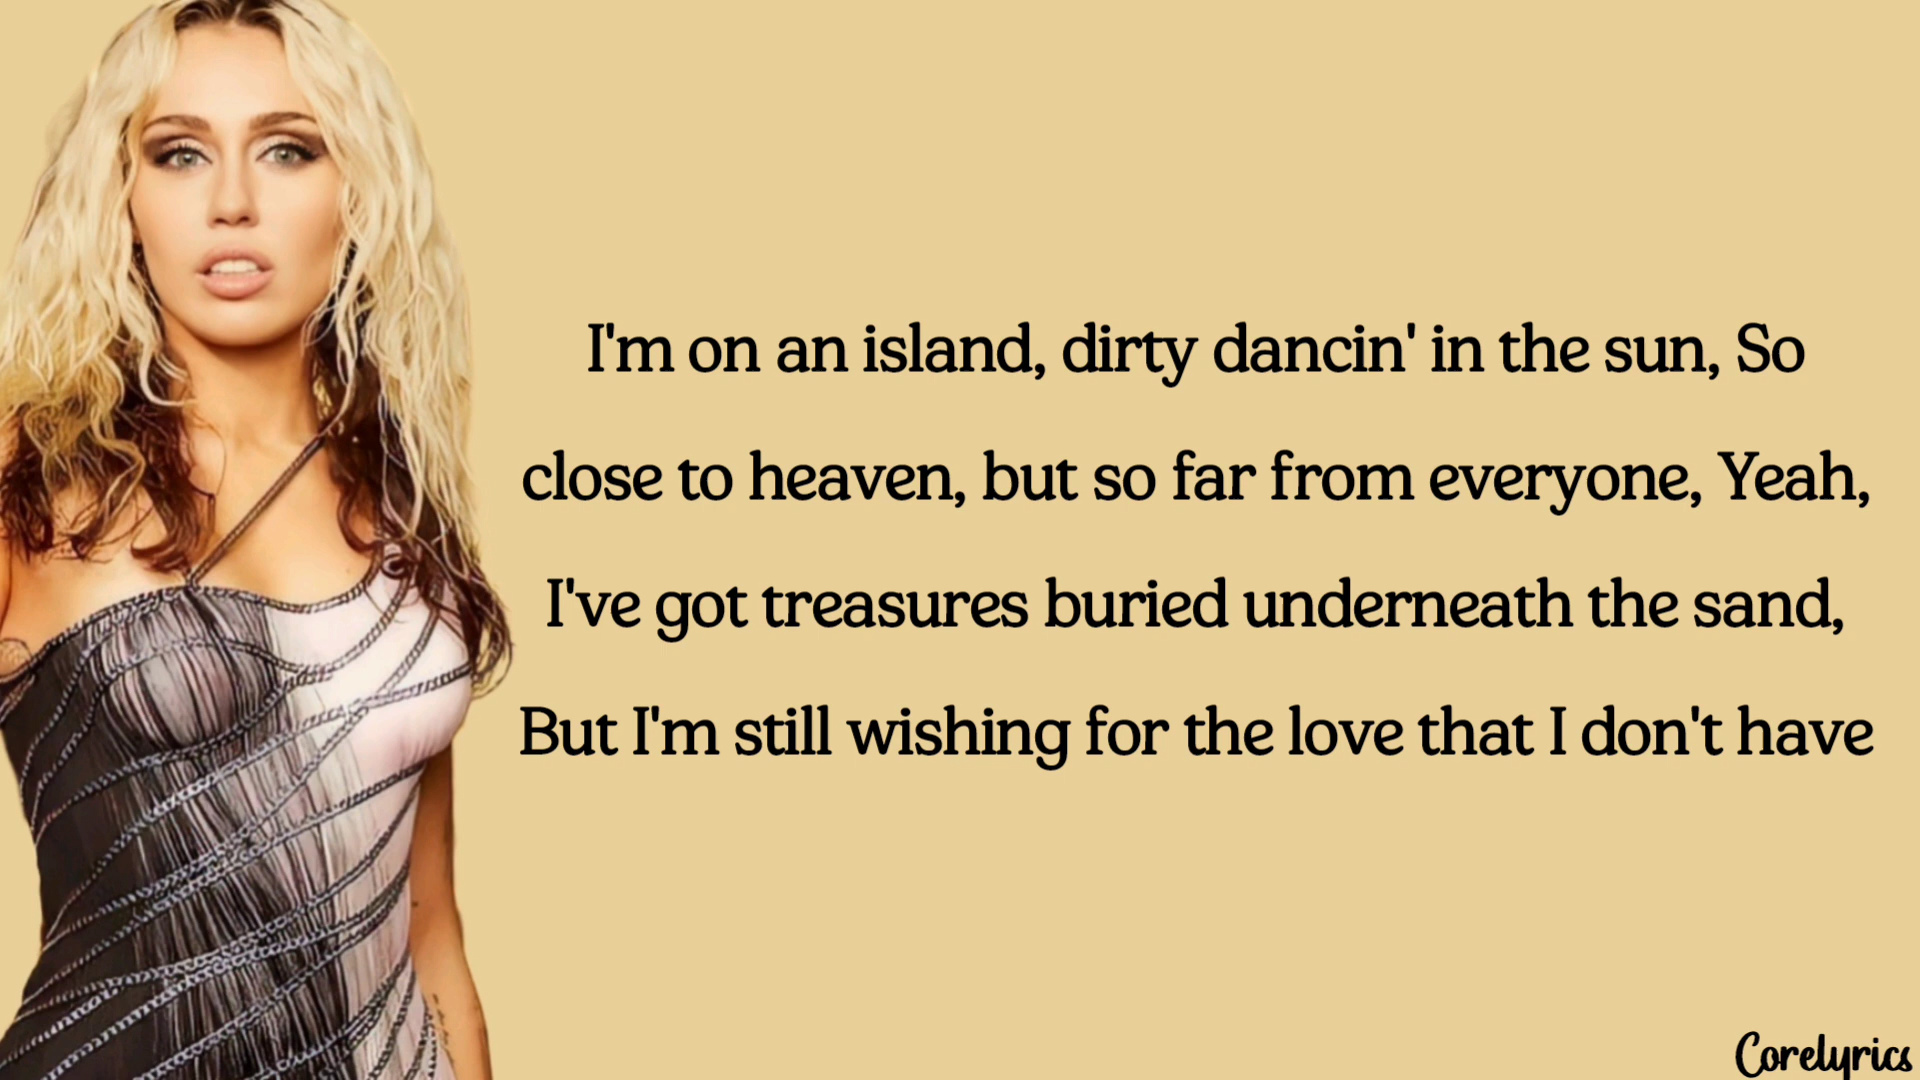 I'm on an island, dirty dancin' in the sun, So
close to heaven, but so far from everyone, Yeah,
I've got treasures buried underneath the sand,
But I'm still wishing for the love that I don't have
Corelyrics